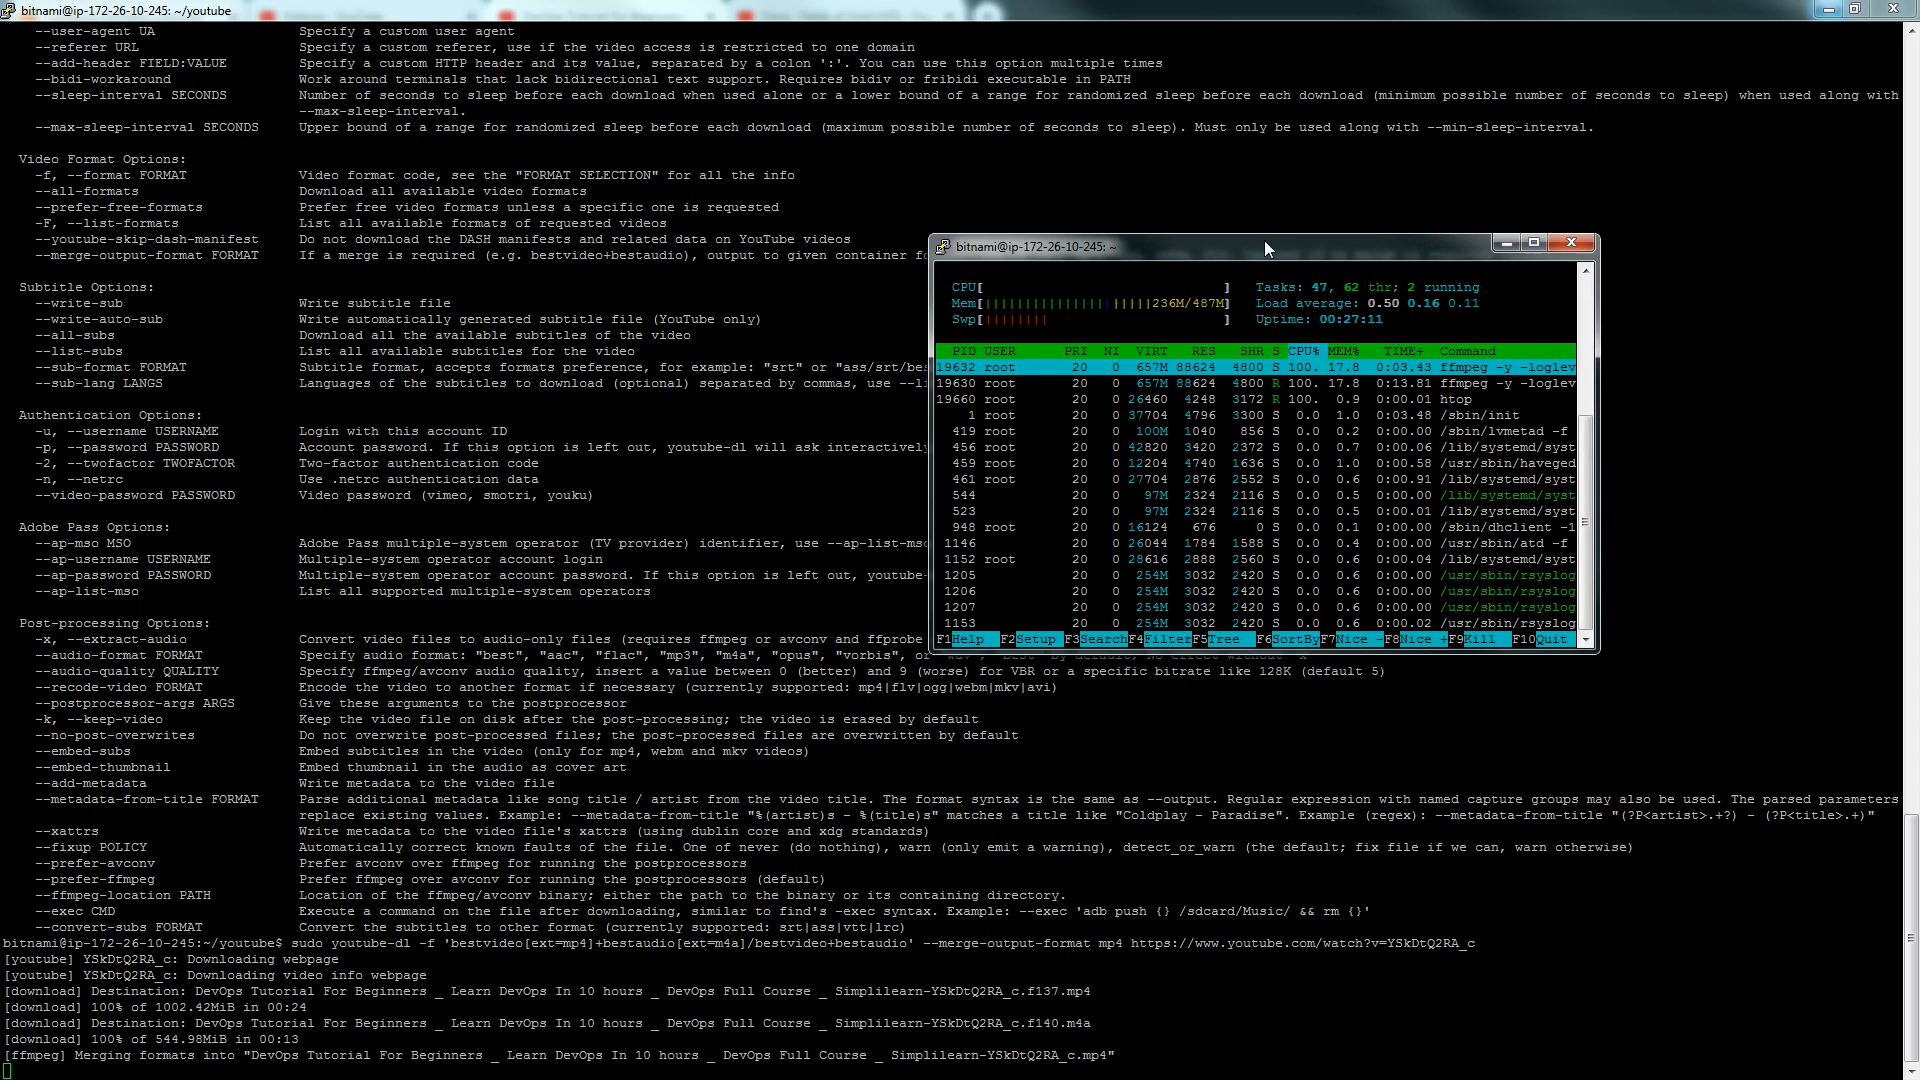 bitnami@ip-172-26-10-245: ~/youtube
--user-agent UA Specify a custom user agent
--referer URL Specify a custom referer, use if the video access is restricted to one domain
--add-header FIELD:VALUE Specify a custom HTTP header and its value, separated by a colon ':'. You can use this option multiple times
--bidi-workaround Work around terminals that lack bidirectional text support. Requires bidiv or fribidi executable in PATH
--sleep-interval SECONDS Number of seconds to sleep before each download when used alone or a lower bound of a range for randomized sleep before each download (minimum possible number of seconds to sleep) when used along with
--max-sleep-interval.
--max-sleep-interval SECONDS Upper bound of a range for randomized sleep before each download (maximum possible number of seconds to sleep). Must only be used along with --min-sleep-interval.
Video Format Options:
-f, --format FORMAT Video format code, see the "FORMAT SELECTION" for all the info
--all-formats Download all available video formats
--prefer-free-formats Prefer free video formats unless a specific one is requested
-F, --list-formats List all available formats of requested videos
--youtube-skip-dash-manifest Do not download the DASH manifests and related data on YouTube videos
--merge-output-format FORMAT If a merge is required (e.g. bestvideo+bestaudio), output to given container f
Subtitle Options:
--write-sub Write subtitle file
--write-auto-sub Write automatically generated subtitle file (YouTube only)
--all-subs Download all the available subtitles of the video
--list-subs List all available subtitles for the video
--sub-format FORMAT Subtitle format, accepts formats preference, for example: "srt" or "ass/srt/bes
--sub-lang LANGS Languages of the subtitles to download (optional) separated by commas, use --li
Authentication Options:
-u, --username USERNAME Login with this account ID
-p, --password PASSWORD Account password. If this option is left out, youtube-dl will ask interactively
-2, --twofactor TWOFACTOR Two-factor authentication code
-n, --netrc Use .netrc authentication data
--video-password PASSWORD Video password (vimeo, smotri, youku)
Adobe Pass Options:
--ap-mso MSO Adobe Pass multiple-system operator (TV provider) identifier, use --ap-list-mso
--ap-username USERNAME Multiple-system operator account login
--ap-password PASSWORD Multiple-system operator account password. If this option is left out, youtube-
--ap-list-mso List all supported multiple-system operators
Post-processing Options:
-x, --extract-audio Convert video files to audio-only files (requires ffmpeg or avconv and ffprobe
--audio-format FORMAT Specify audio format: "best", "aac", "flac", "mp3", "m4a", "opus", "vorbis", or
--audio-quality QUALITY Specify ffmpeg/avconv audio quality, insert a value between 0 (better) and 9 (worse) for VBR or a specific bitrate like 128K (default 5)
--recode-video FORMAT Encode the video to another format if necessary (currently supported: mp4|flv|ogg|webm|mkv|avi)
--postprocessor-args ARGS Give these arguments to the postprocessor
-k, --keep-video Keep the video file on disk after the post-processing; the video is erased by default
--no-post-overwrites Do not overwrite post-processed files; the post-processed files are overwritten by default
--embed-subs Embed subtitles in the video (only for mp4, webm and mkv videos)
--embed-thumbnail Embed thumbnail in the audio as cover art
--add-metadata Write metadata to the video file
--metadata-from-title FORMAT Parse additional metadata like song title / artist from the video title. The format syntax is the same as --output. Regular expression with named capture groups may also be used. The parsed parameters
replace existing values. Example: --metadata-from-title "%(artist)s - %(title)s" matches a title like "Coldplay - Paradise". Example (regex): --metadata-from-title "(?P<artist>.+?) - (?P<title>.+)"
--xattrs Write metadata to the video file's xattrs (using dublin core and xdg standards)
--fixup POLICY Automatically correct known faults of the file. One of never (do nothing), warn (only emit a warning), detect_or_warn (the default; fix file if we can, warn otherwise)
--prefer-avconv Prefer avconv over ffmpeg for running the postprocessors
--prefer-ffmpeg Prefer ffmpeg over avconv for running the postprocessors (default)
--ffmpeg-location PATH Location of the ffmpeg/avconv binary; either the path to the binary or its containing directory.
--exec CMD Execute a command on the file after downloading, similar to find's -exec syntax. Example: --exec 'adb push {} /sdcard/Music/ && rm {}'
--convert-subs FORMAT Convert the subtitles to other format (currently supported: srt|ass|vtt|lrc)
bitnami@ip-172-26-10-245:~/youtube$ sudo youtube-dl -f 'bestvideo[ext=mp4]+bestaudio[ext=m4a]/bestvideo+bestaudio' --merge-output-format mp4 https://www.youtube.com/watch?v=YSkDtQ2RA_c
[youtube] YSkDtQ2RA_c: Downloading webpage
[youtube] YSkDtQ2RA_c: Downloading video info webpage
[download] Destination: DevOps Tutorial For Beginners _ Learn DevOps In 10 hours _ DevOps Full Course _ Simplilearn-YSkDtQ2RA_c.f137.mp4
[download] 100% of 1002.42MiB in 00:24
[download] Destination: DevOps Tutorial For Beginners _ Learn DevOps In 10 hours _ DevOps Full Course _ Simplilearn-YSkDtQ2RA_c.f140.m4a
[download] 100% of 544.98MiB in 00:13
[ffmpeg] Merging formats into "DevOps Tutorial For Beginners _ Learn DevOps In 10 hours _ DevOps Full Course _ Simplilearn-YSkDtQ2RA_c.mp4"
bitnami@ip-172-26-10-245: ~
CPU[ ] Tasks: 47, 62 thr; 2 running
Mem[||||||||||||||||||||||236M/487M] Load average: 0.50 0.16 0.11
Swp[|||||||| ] Uptime: 00:27:11
PID USER PRI NI VIRT RES SHR S CPU% MEM% TIME+ Command
19632 root 20 0 657M 88624 4800 S 100. 17.8 0:03.43 ffmpeg -y -loglev
19630 root 20 0 657M 88624 4800 R 100. 17.8 0:13.81 ffmpeg -y -loglev
19660 root 20 0 26460 4248 3172 R 100. 0.9 0:00.01 htop
1 root 20 0 37704 4796 3300 S 0.0 1.0 0:03.48 /sbin/init
419 root 20 0 100M 1040 856 S 0.0 0.2 0:00.00 /sbin/lvmetad -f
456 root 20 0 42820 3420 2372 S 0.0 0.7 0:00.06 /lib/systemd/syst
459 root 20 0 12204 4740 1636 S 0.0 1.0 0:00.58 /usr/sbin/haveged
461 root 20 0 27704 2876 2552 S 0.0 0.6 0:00.91 /lib/systemd/syst
544 20 0 97M 2324 2116 S 0.0 0.5 0:00.00 /lib/systemd/syst
523 20 0 97M 2324 2116 S 0.0 0.5 0:00.01 /lib/systemd/syst
948 root 20 0 16124 676 0 S 0.0 0.1 0:00.00 /sbin/dhclient -1
1146 20 0 26044 1784 1588 S 0.0 0.4 0:00.00 /usr/sbin/atd -f
1152 root 20 0 28616 2888 2560 S 0.0 0.6 0:00.04 /lib/systemd/syst
1205 20 0 254M 3032 2420 S 0.0 0.6 0:00.00 /usr/sbin/rsyslog
1206 20 0 254M 3032 2420 S 0.0 0.6 0:00.00 /usr/sbin/rsyslog
1207 20 0 254M 3032 2420 S 0.0 0.6 0:00.00 /usr/sbin/rsyslog
1153 20 0 254M 3032 2420 S 0.0 0.6 0:00.02 /usr/sbin/rsyslog
F1Help F2Setup F3SearchF4FilterF5Tree F6SortByF7Nice -F8Nice +F9Kill F10Quit